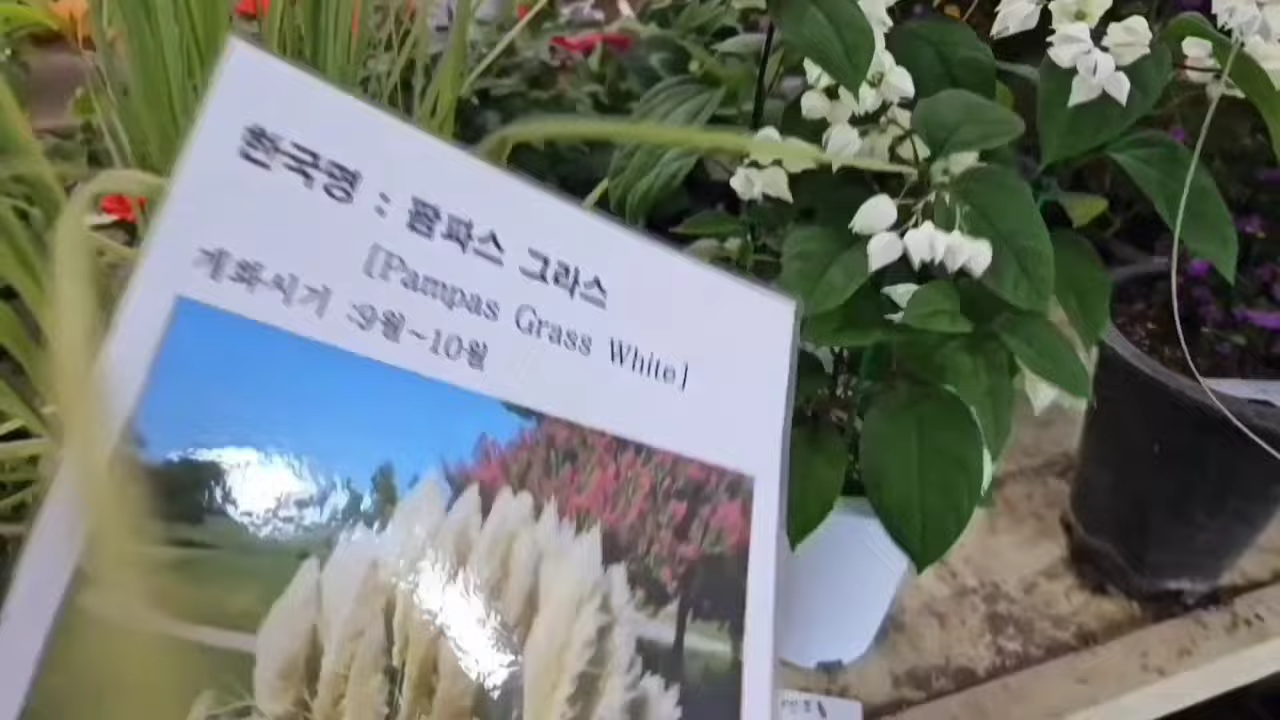 한국명 : 팜파스 그라스
[Pampas Grass White]
개화시기 :9월~10월